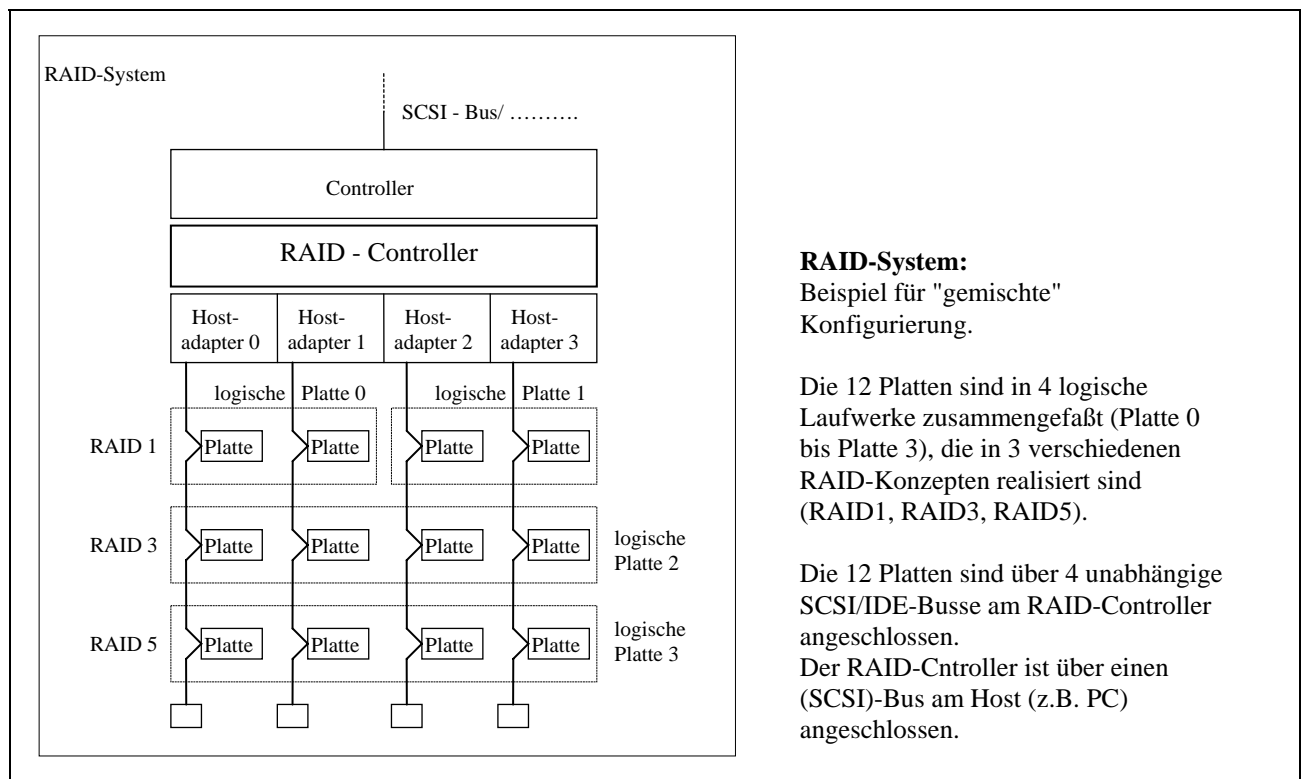 RAID-System
SCSI - Bus/ ……….
Controller
RAID - Controller
Host-
adapter 0
Host-
adapter 1
Host-
adapter 2
Host-
adapter 3
logische Platte 0
logische Platte 1
RAID 1
Platte Platte Platte Platte
RAID 3
Platte Platte Platte Platte
logische
Platte 2
RAID 5
Platte Platte Platte Platte
logische
Platte 3
RAID-System:
Beispiel für "gemischte"
Konfigurierung.
Die 12 Platten sind in 4 logische
Laufwerke zusammengefaßt (Platte 0
bis Platte 3), die in 3 verschiedenen
RAID-Konzepten realisiert sind
(RAID1, RAID3, RAID5).
Die 12 Platten sind über 4 unabhängige
SCSI/IDE-Busse am RAID-Controller
angeschlossen.
Der RAID-Cntroller ist über einen
(SCSI)-Bus am Host (z.B. PC)
angeschlossen.